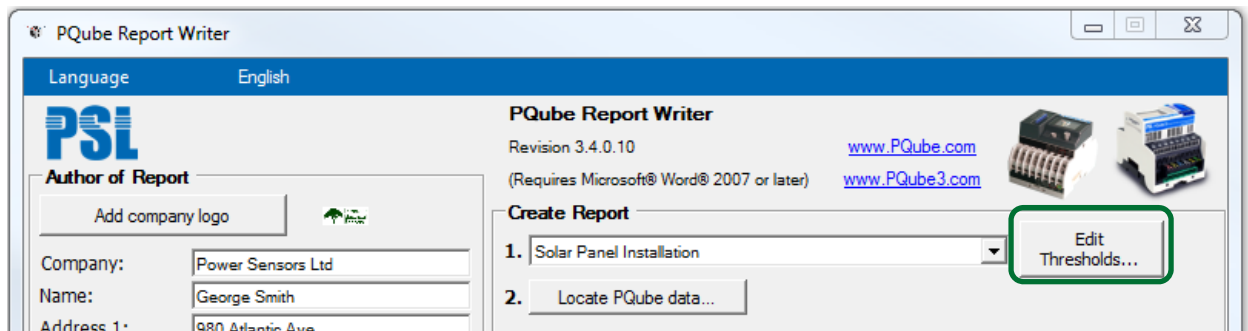 PQube Report Writer
Language English
PSL
PQube Report Writer
Revision 3.4.0.10 www.PQube.com
(Requires Microsoft® Word® 2007 or later) www.PQube3.com
Author of Report
Add company logo
Company: Power Sensors Ltd
Name: George Smith
Address 1: 980 Atlantic Ave
Create Report
1. Solar Panel Installation
Edit
Thresholds...
2. Locate PQube data...